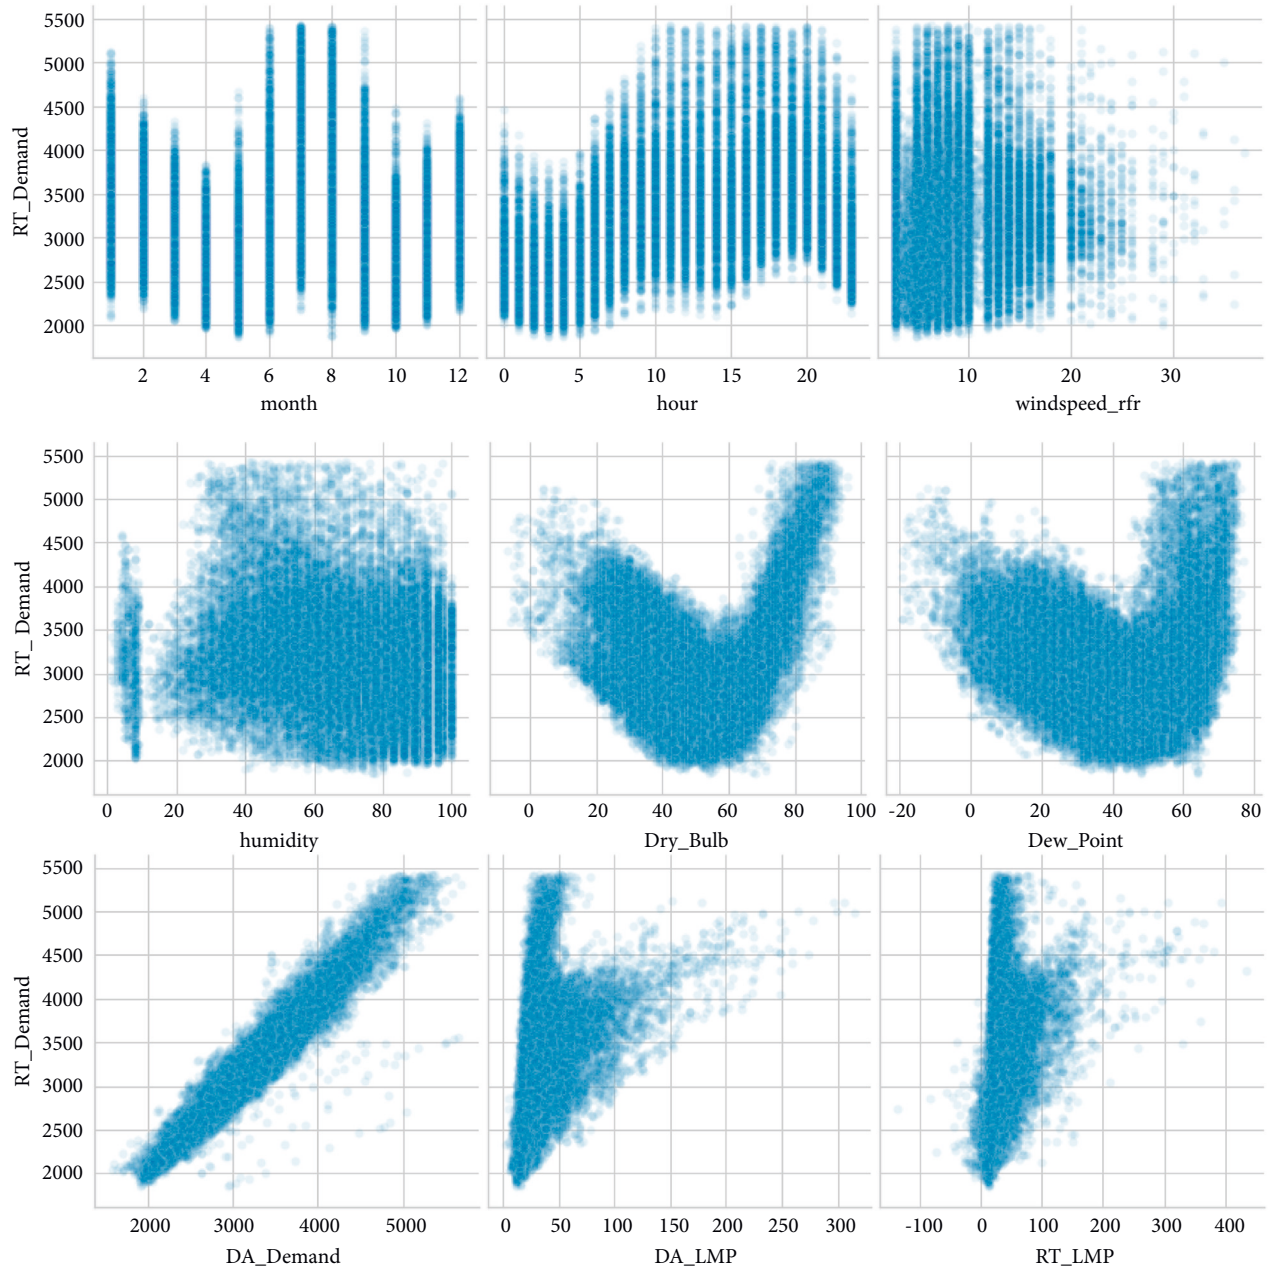 5500
5000
4500
4000
3500
3000
2500
2000
RT_Demand
2 4 6 8 10 12
month
0 5 10 15 20
hour
10 20 30
windspeed_rfr
5500
5000
4500
4000
3500
3000
2500
2000
RT_ Demand
0 20 40 60 80 100
humidity
0 20 40 60 80 100
Dry_Bulb
-20 0 20 40 60 80
Dew_Point
5500
5000
4500
4000
3500
3000
2500
2000
RT_Demand
2000 3000 4000 5000
DA_Demand
0 50 100 150 200 250 300
DA_LMP
-100 0 100 200 300 400
RT_LMP